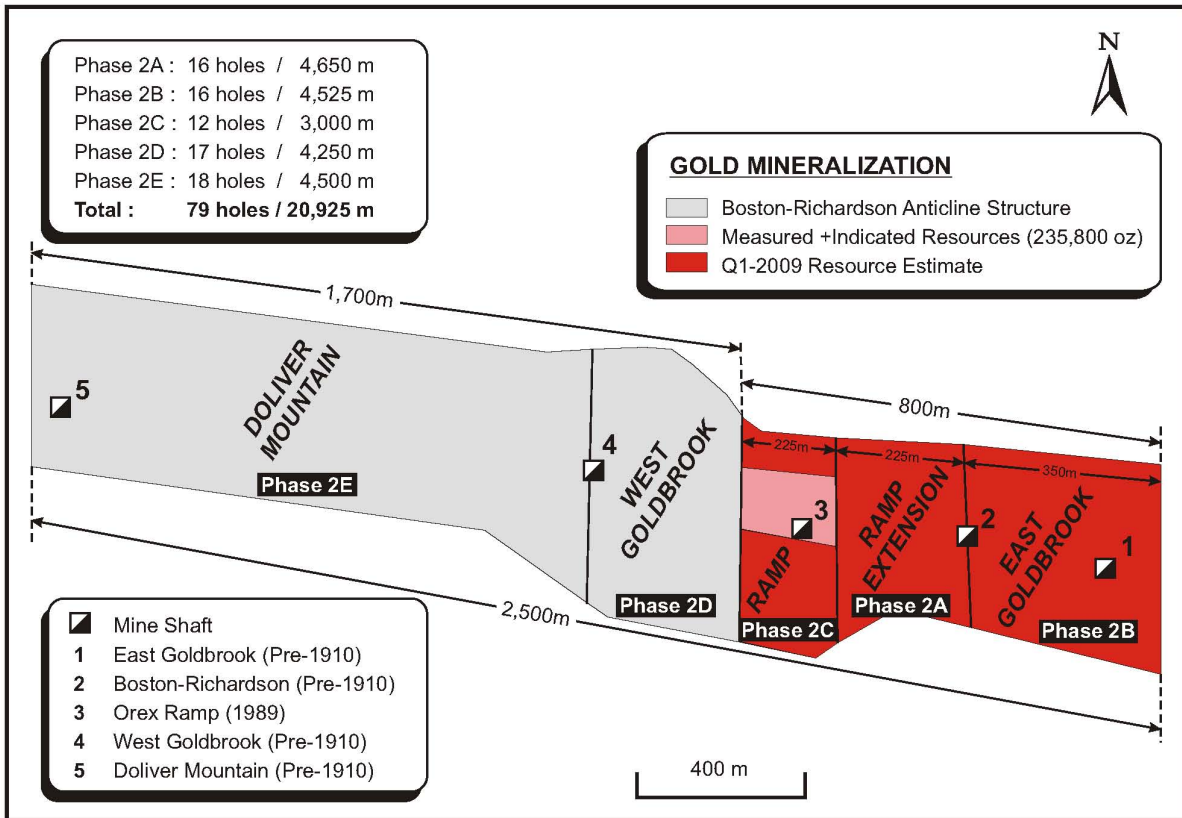 Phase 2A : 16 holes / 4,650 m
Phase 2B : 16 holes / 4,525 m
Phase 2C : 12 holes / 3,000 m
Phase 2D : 17 holes / 4,250 m
Phase 2E : 18 holes / 4,500 m
Total : 79 holes / 20,925 m
N
GOLD MINERALIZATION
Boston-Richardson Anticline Structure
Measured +Indicated Resources (235,800 oz)
Q1-2009 Resource Estimate
1,700m
800m
225m
225m
350m
5
DOLIVER
MOUNTAIN
Phase 2E
4
WEST
GOLDBROOK
Phase 2D
3
RAMP
Phase 2C
RAMP
EXTENSION
Phase 2A
2
EAST
GOLDBROOK
1
Phase 2B
2,500m
Mine Shaft
1 East Goldbrook (Pre-1910)
2 Boston-Richardson (Pre-1910)
3 Orex Ramp (1989)
4 West Goldbrook (Pre-1910)
5 Doliver Mountain (Pre-1910)
400 m